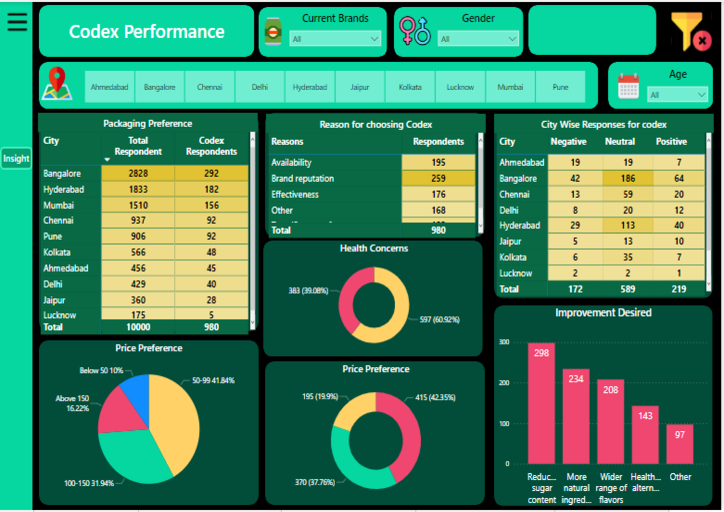 Codex Performance
Current Brands
All
Gender
All
Ahmedabad Bangalore Chennai Delhi Hyderabad Jaipur Kolkata Lucknow Mumbai Pune
Age
All
Insight
Packaging Preference
City Total Respondent Codex Respondents
Bangalore 2828 292
Hyderabad 1833 182
Mumbai 1510 156
Chennai 937 92
Pune 906 92
Kolkata 566 48
Ahmedabad 456 45
Delhi 429 40
Jaipur 360 28
Lucknow 175 5
Total 10000 980
Reason for choosing Codex
Reasons Respondents
Availability 195
Brand reputation 259
Effectiveness 176
Other 168
Total 980
City Wise Responses for codex
City Negative Neutral Positive
Ahmedabad 19 19 7
Bangalore 42 186 64
Chennai 13 59 20
Delhi 8 20 12
Hyderabad 29 113 40
Jaipur 5 13 10
Kolkata 6 35 7
Lucknow 2 2 1
Total 172 589 219
Health Concerns
383 (39.08%)
597 (60.92%)
Price Preference
Below 50 10%
50-99 41.84%
Above 150
16.22%
100-150 31.94%
Price Preference
195 (19.9%)
415 (42.35%)
370 (37.76%)
Improvement Desired
300
200
100
0
298
234
208
143
97
Reduc... sugar content
More natural ingred...
Wider range of flavors
Health... altern...
Other